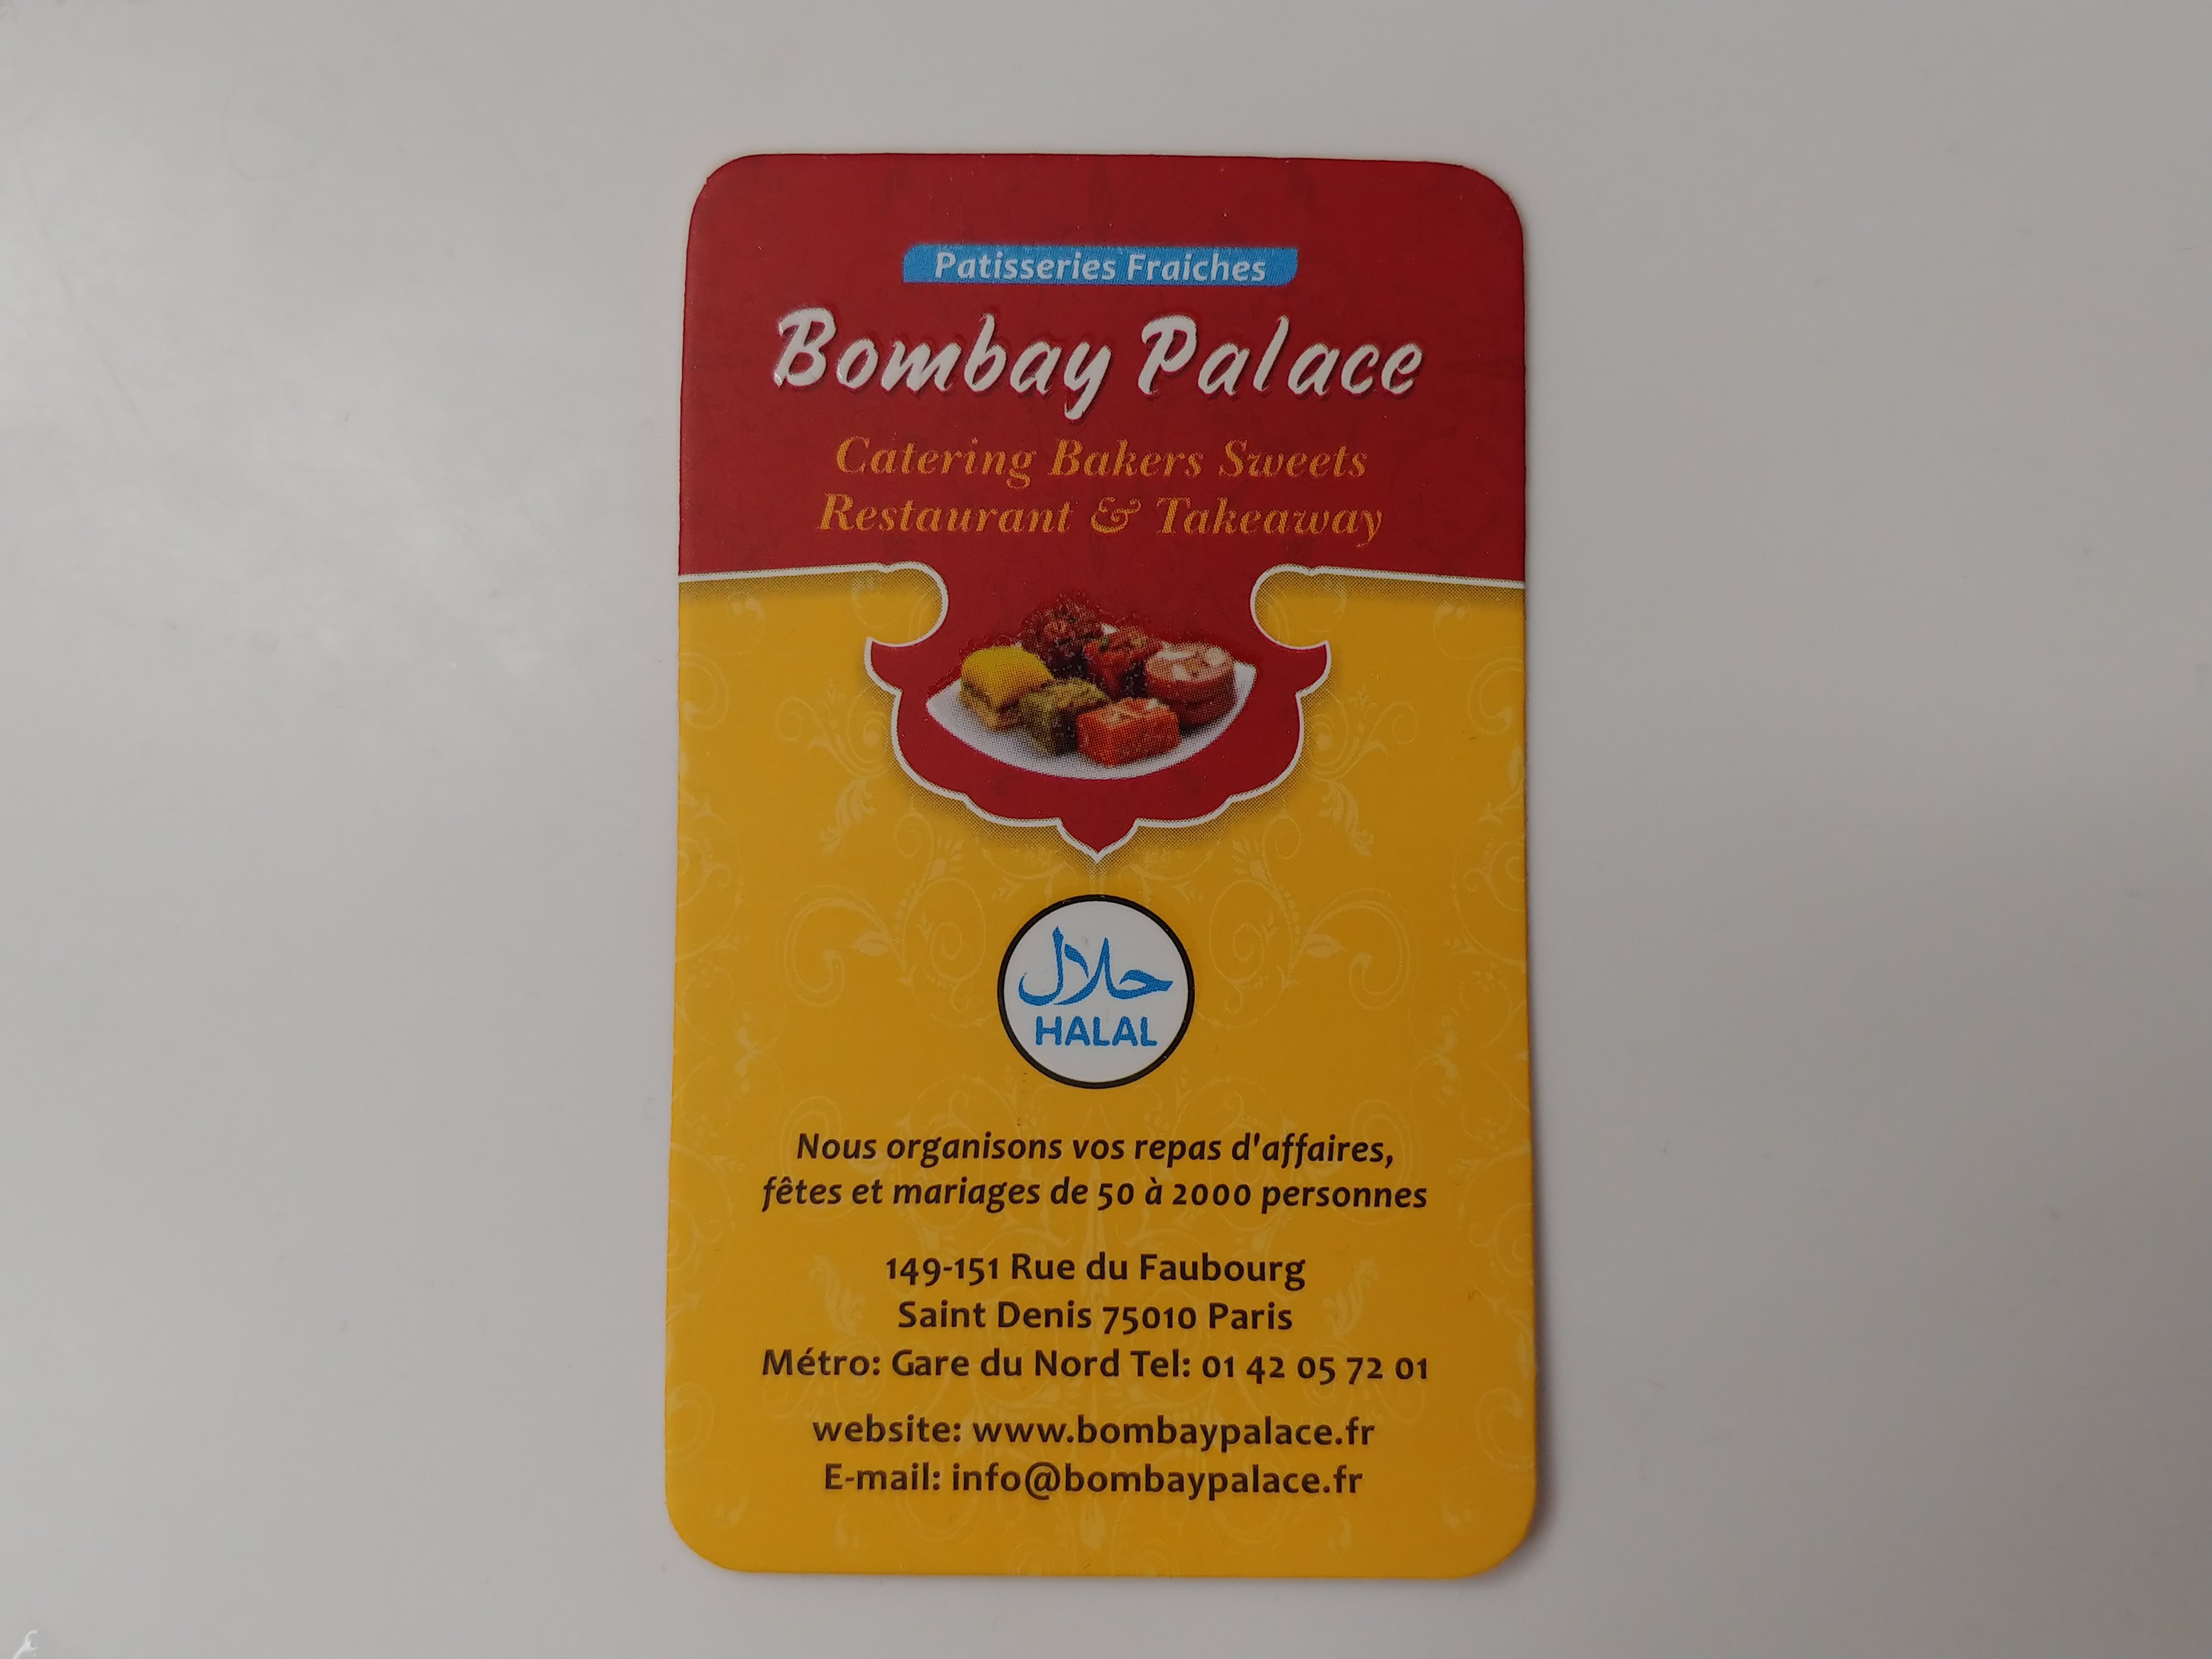 Patisseries Fraiches
Bombay Palace
Catering Bakers Sweets
Restaurant & Takeaway
حلال
HALAL
Nous organisons vos repas d'affaires,
fêtes et mariages de 50 à 2000 personnes
149-151 Rue du Faubourg
Saint Denis 75010 Paris
Métro: Gare du Nord Tel: 01 42 05 72 01
website: www.bombaypalace.fr
E-mail: info@bombaypalace.fr